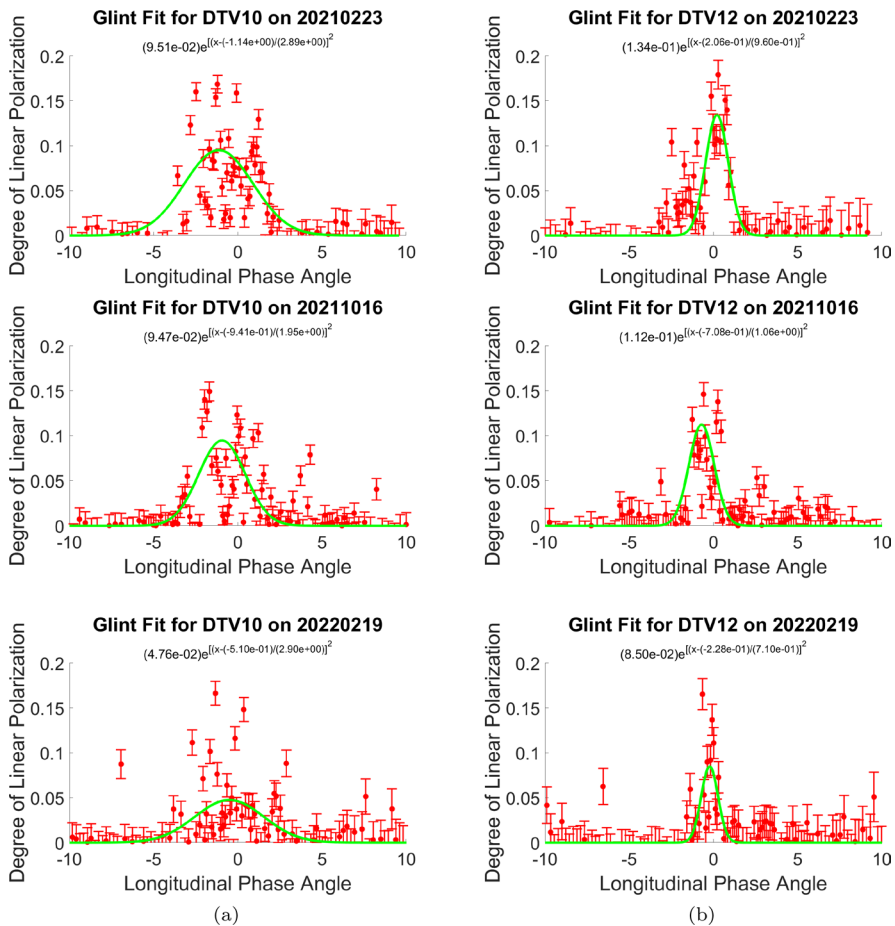 Glint Fit for DTV10 on 20210223
(9.51e-02)e[(x-(-1.14e+00)/(2.89e+00)]2
0.2
0.15
0.1
0.05
0
Degree of Linear Polarization
-10 -5 0 5 10
Longitudinal Phase Angle
Glint Fit for DTV12 on 20210223
(1.34e-01)e[(x-(2.06e-01)/(9.60e-01)]2
0.2
0.15
0.1
0.05
0
Degree of Linear Polarization
-10 -5 0 5 10
Longitudinal Phase Angle
Glint Fit for DTV10 on 20211016
(9.47e-02)e[(x-(-9.41e-01)/(1.95e+00)]2
0.2
0.15
0.1
0.05
0
Degree of Linear Polarization
-10 -5 0 5 10
Longitudinal Phase Angle
Glint Fit for DTV12 on 20211016
(1.12e-01)e[(x-(-7.08e-01)/(1.06e+00)]2
0.2
0.15
0.1
0.05
0
Degree of Linear Polarization
-10 -5 0 5 10
Longitudinal Phase Angle
Glint Fit for DTV10 on 20220219
(4.76e-02)e[(x-(-5.10e-01)/(2.90e+00)]2
0.2
0.15
0.1
0.05
0
Degree of Linear Polarization
-10 -5 0 5 10
Longitudinal Phase Angle
(a)
Glint Fit for DTV12 on 20220219
(8.50e-02)e[(x-(-2.28e-01)/(7.10e-01)]2
0.2
0.15
0.1
0.05
0
Degree of Linear Polarization
-10 -5 0 5 10
Longitudinal Phase Angle
(b)